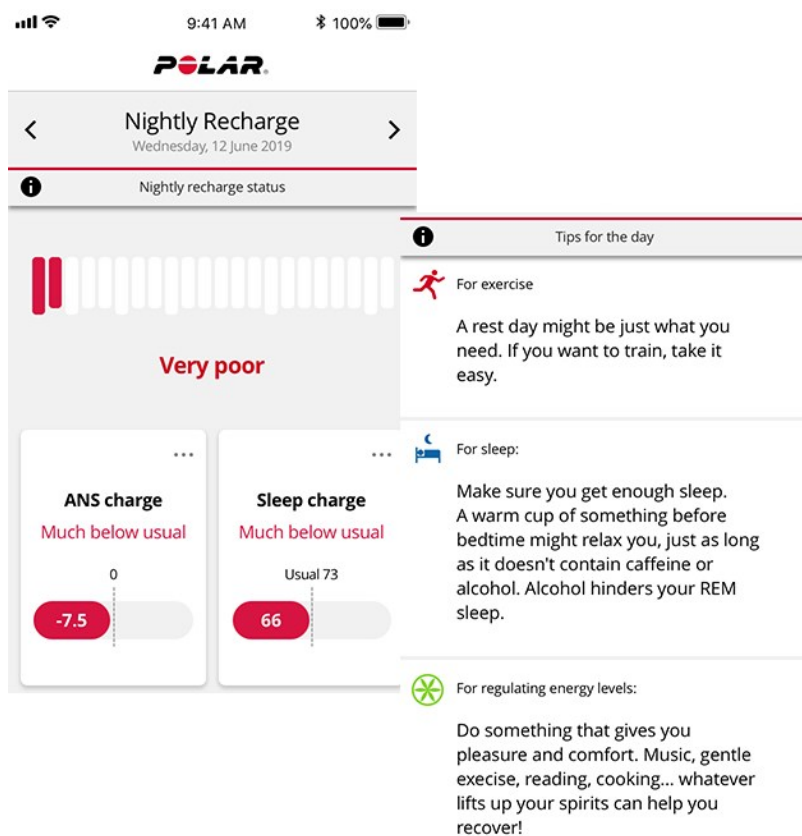 9:41 AM
100%
POLAR
Nightly Recharge
Wednesday, 12 June 2019
Nightly recharge status
Very poor
ANS charge
Much below usual
0
-7.5
Sleep charge
Much below usual
Usual 73
66
Tips for the day
For exercise
A rest day might be just what you
need. If you want to train, take it
easy.
For sleep:
Make sure you get enough sleep.
A warm cup of something before
bedtime might relax you, just as long
as it doesn't contain caffeine or
alcohol. Alcohol hinders your REM
sleep.
For regulating energy levels:
Do something that gives you
pleasure and comfort. Music, gentle
execise, reading, cooking... whatever
lifts up your spirits can help you
recover!